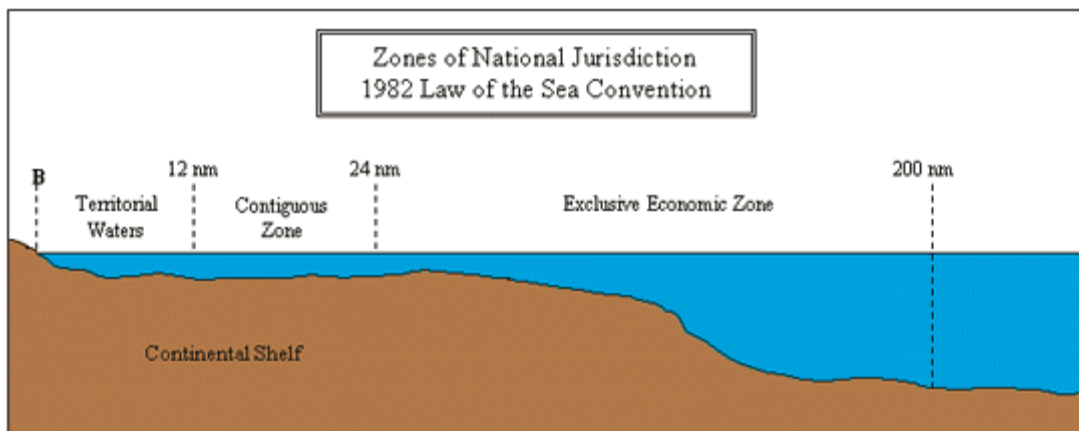 Zones of National Jurisdiction
1982 Law of the Sea Convention
B
12 nm
24 nm
200 nm
Territorial
Waters
Contiguous
Zone
Exclusive Economic Zone
Continental Shelf